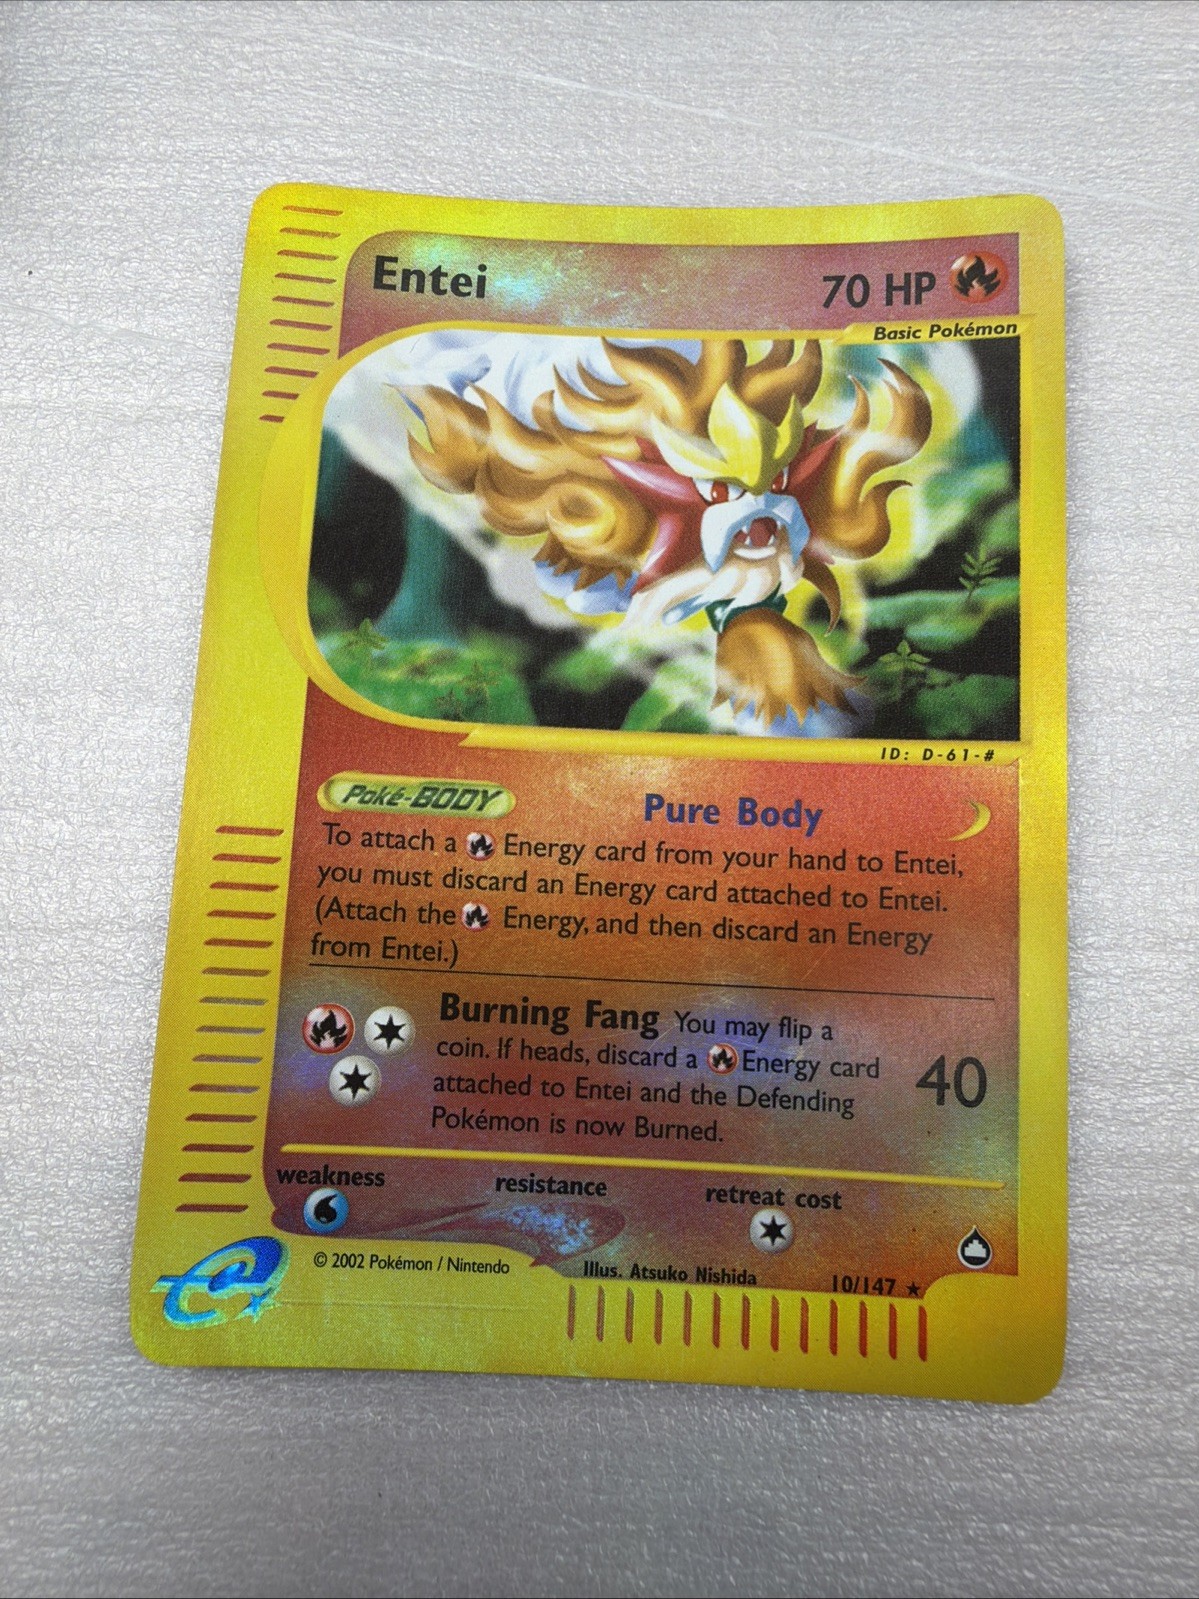 Entei
70 HP
Basic Pokémon
ID: D-61-#
Poké-BODY
Pure Body
To attach a Energy card from your hand to Entei,
you must discard an Energy card attached to Entei.
(Attach the Energy, and then discard an Energy
from Entei.)
Burning Fang You may flip a
coin. If heads, discard a Energy card
attached to Entei and the Defending
Pokémon is now Burned.
40
weakness
resistance
retreat cost
© 2002 Pokémon / Nintendo
Illus. Atsuko Nishida
10/147 ★
e